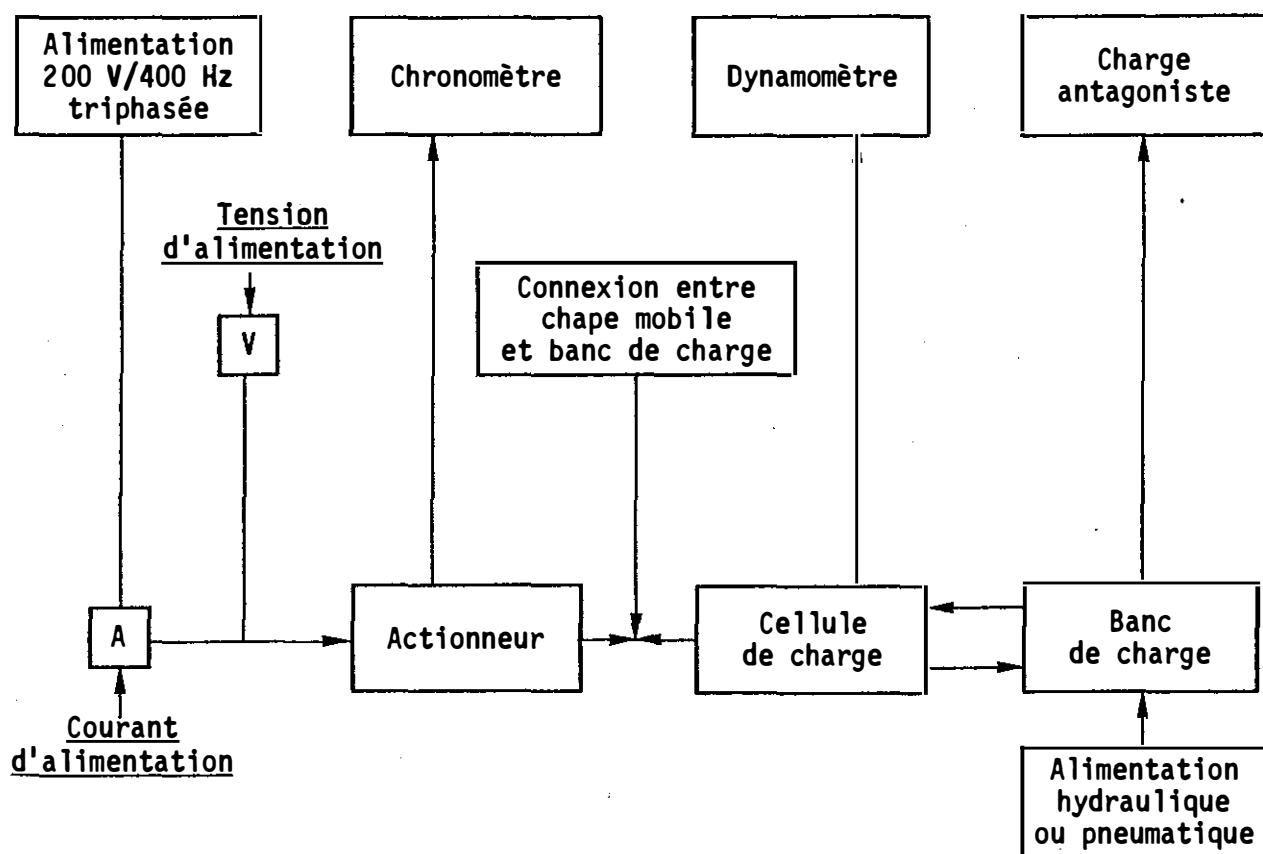 Alimentation
200 V/400 Hz
triphasée
Chronomètre
Dynamomètre
Charge
antagoniste
Tension
d'alimentation
V
Connexion entre
chape mobile
et banc de charge
A
Actionneur
Cellule
de charge
Banc
de charge
Courant
d'alimentation
Alimentation
hydraulique
ou pneumatique